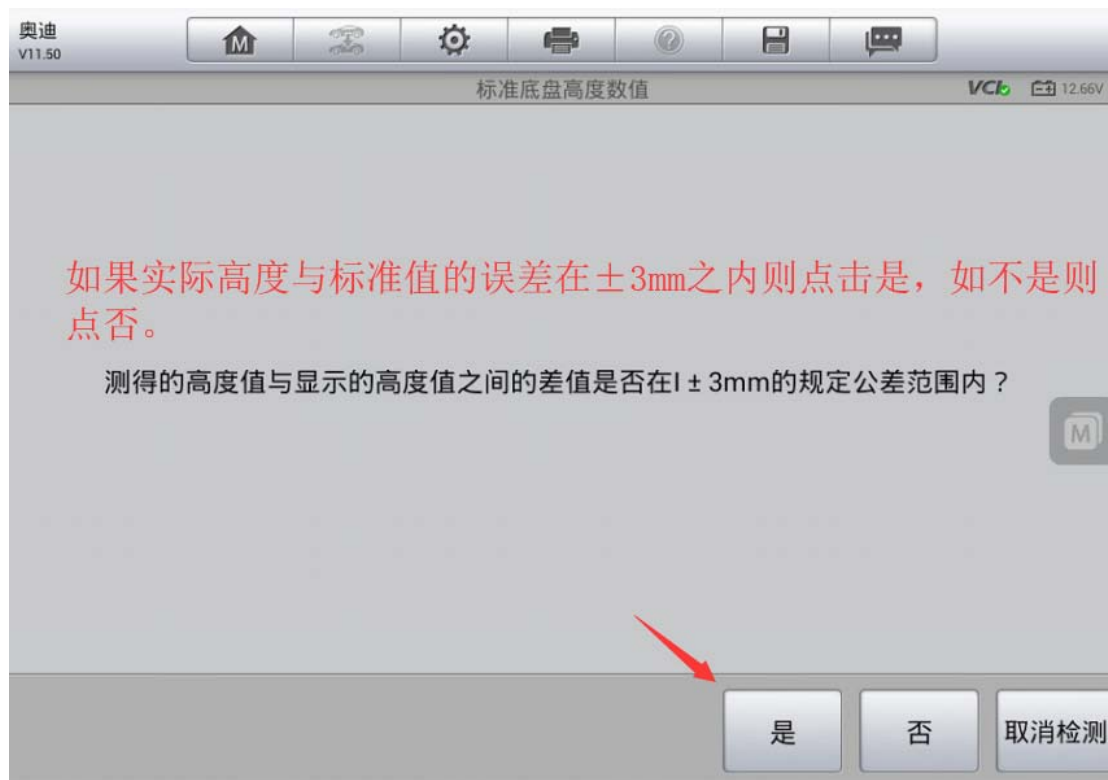 奥迪
V11.50
M
标准底盘高度数值
VCI
12.66V
如果实际高度与标准值的误差在±3mm之内则点击是，如不是则
点否。
测得的高度值与显示的高度值之间的差值是否在I ± 3mm的规定公差范围内？
M
是
否
取消检测